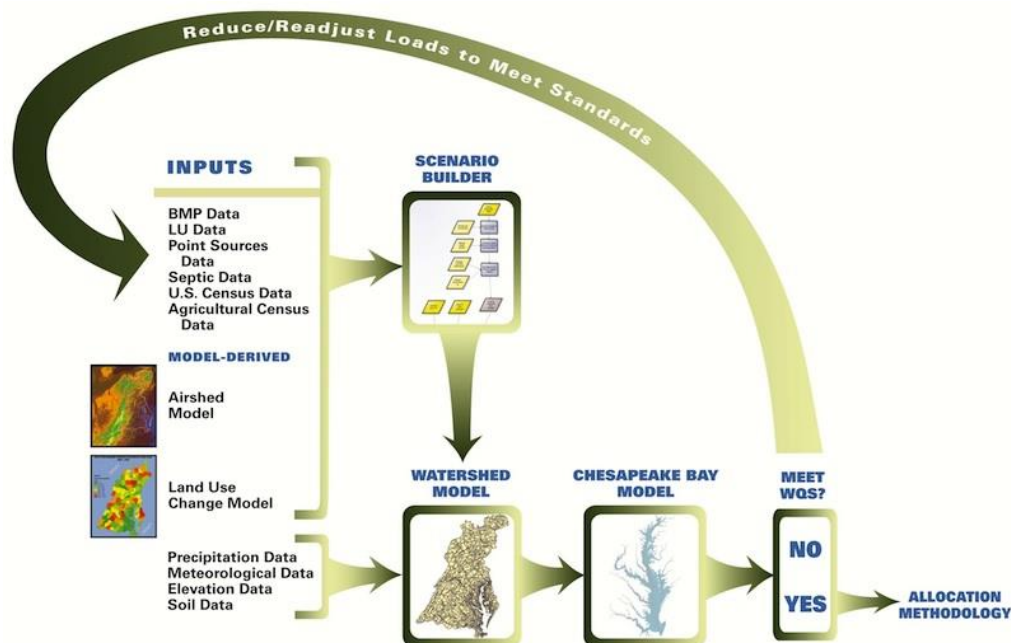 Reduce/Readjust Loads to Meet Standards
INPUTS
BMP Data
LU Data
Point Sources
Data
Septic Data
U.S. Census Data
Agricultural Census
Data
MODEL-DERIVED
Airshed
Model
Land Use
Change Model
Precipitation Data
Meteorological Data
Elevation Data
Soil Data
SCENARIO
BUILDER
WATERSHED
MODEL
CHESAPEAKE BAY
MODEL
MEET
WQS?
NO
YES
ALLOCATION
METHODOLOGY